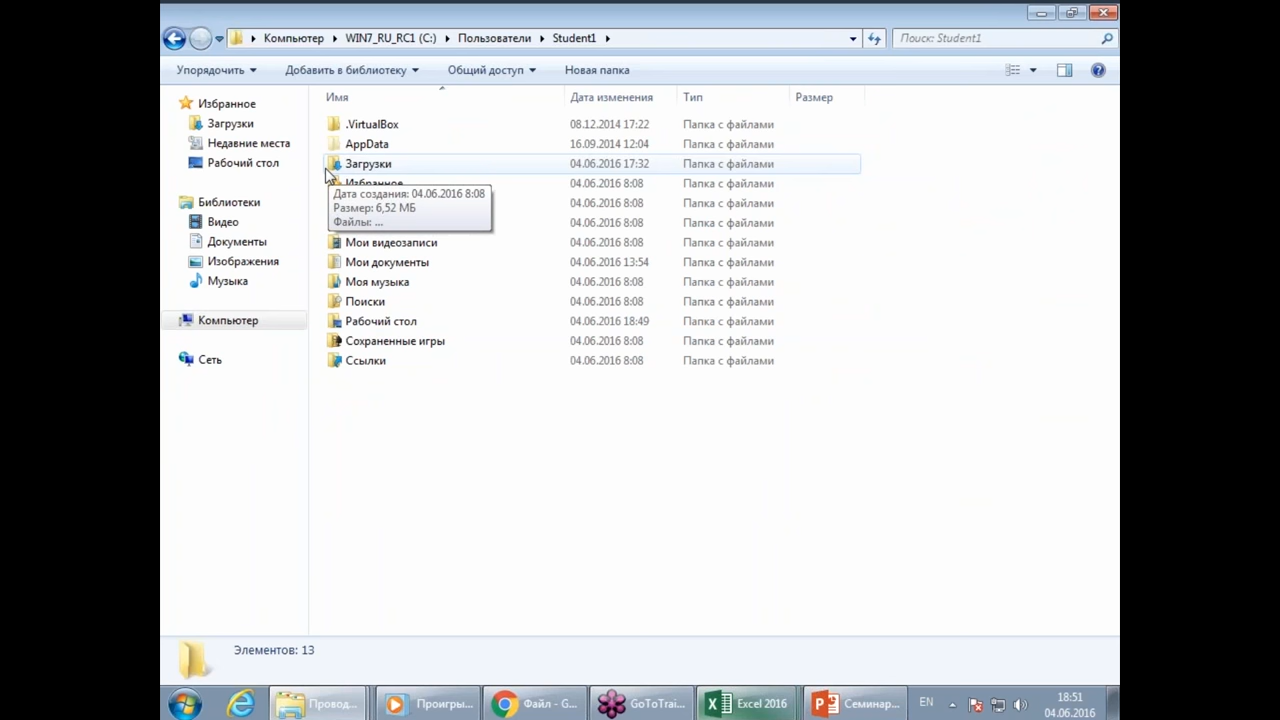 Компьютер
WIN7_RU_RC1 (C:)
Пользователи
Student1
Поиск: Student1
Упорядочить
Добавить в библиотеку
Общий доступ
Новая папка
Имя
Дата изменения
Тип
Размер
Избранное
Загрузки
Недавние места
Рабочий стол
Библиотеки
Видео
Документы
Изображения
Музыка
Компьютер
Сеть
.VirtualBox 08.12.2014 17:22 Папка с файлами
AppData 16.09.2014 12:04 Папка с файлами
Загрузки 04.06.2016 17:32 Папка с файлами
Избранное 04.06.2016 8:08 Папка с файлами
04.06.2016 8:08 Папка с файлами
04.06.2016 8:08 Папка с файлами
Дата создания: 04.06.2016 8:08
Размер: 6,52 МБ
Файлы: ...
Мои видеозаписи 04.06.2016 8:08 Папка с файлами
Мои документы 04.06.2016 13:54 Папка с файлами
Моя музыка 04.06.2016 8:08 Папка с файлами
Поиски 04.06.2016 8:08 Папка с файлами
Рабочий стол 04.06.2016 18:49 Папка с файлами
Сохраненные игры 04.06.2016 8:08 Папка с файлами
Ссылки 04.06.2016 8:08 Папка с файлами
Элементов: 13
Провод...
Проигры...
Файл - G...
GoToTrai...
Excel 2016
Семинар...
EN
18:51
04.06.2016